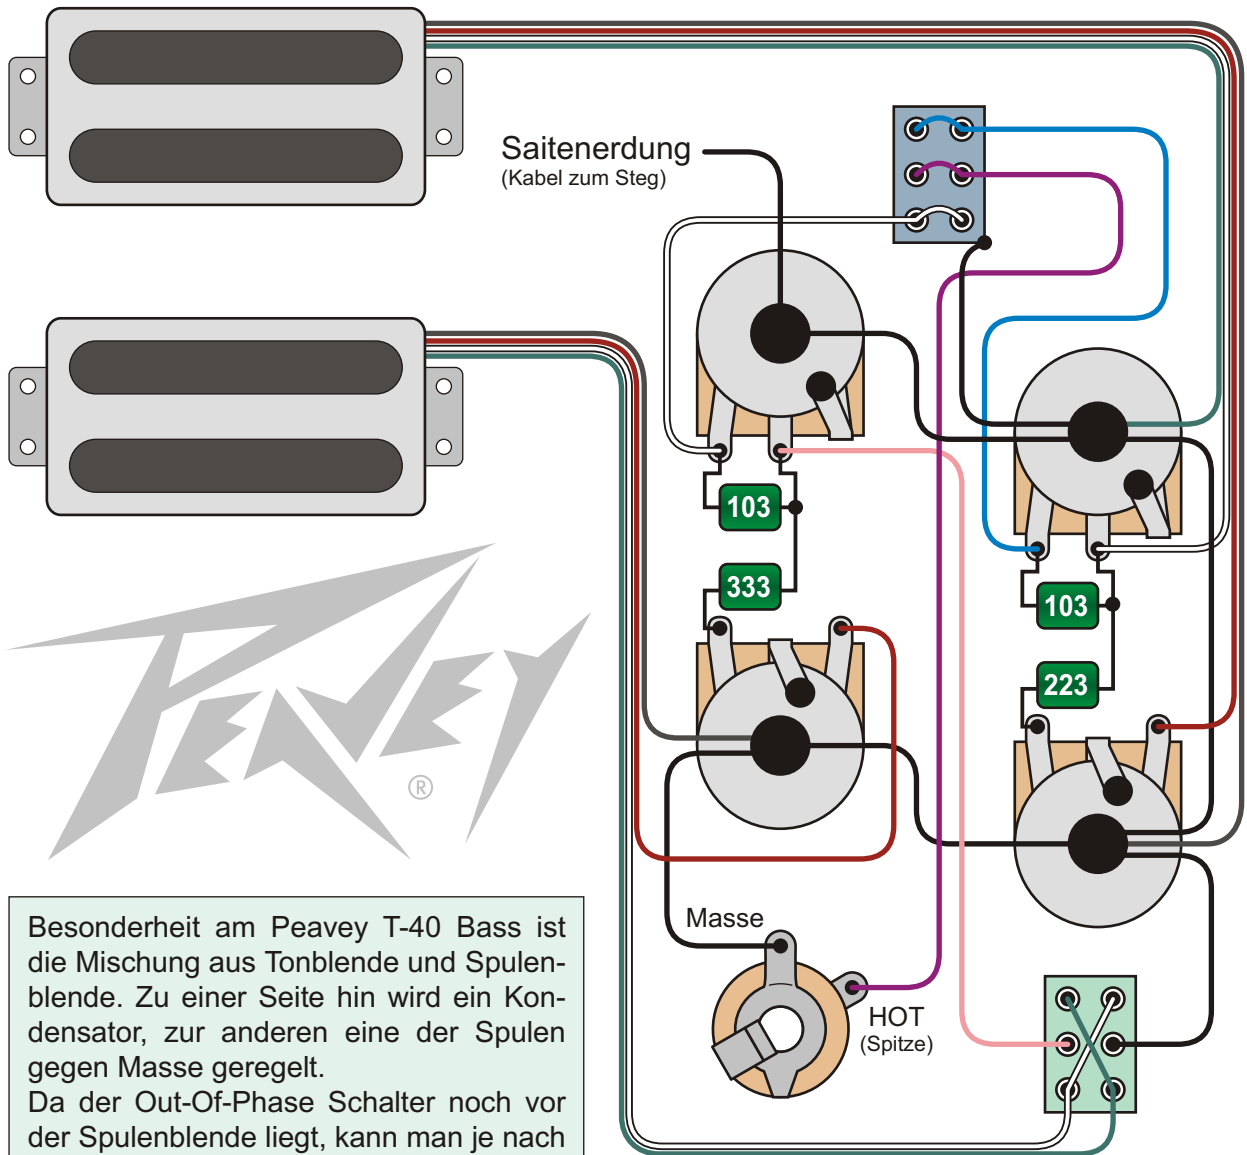 Saitenerdung
(Kabel zum Steg)
103
333
103
223
PEAVEY
®
Masse
HOT
(Spitze)
Besonderheit am Peavey T-40 Bass ist
die Mischung aus Tonblende und Spulen-
blende. Zu einer Seite hin wird ein Kon-
densator, zur anderen eine der Spulen
gegen Masse geregelt.
Da der Out-Of-Phase Schalter noch vor
der Spulenblende liegt, kann man je nach